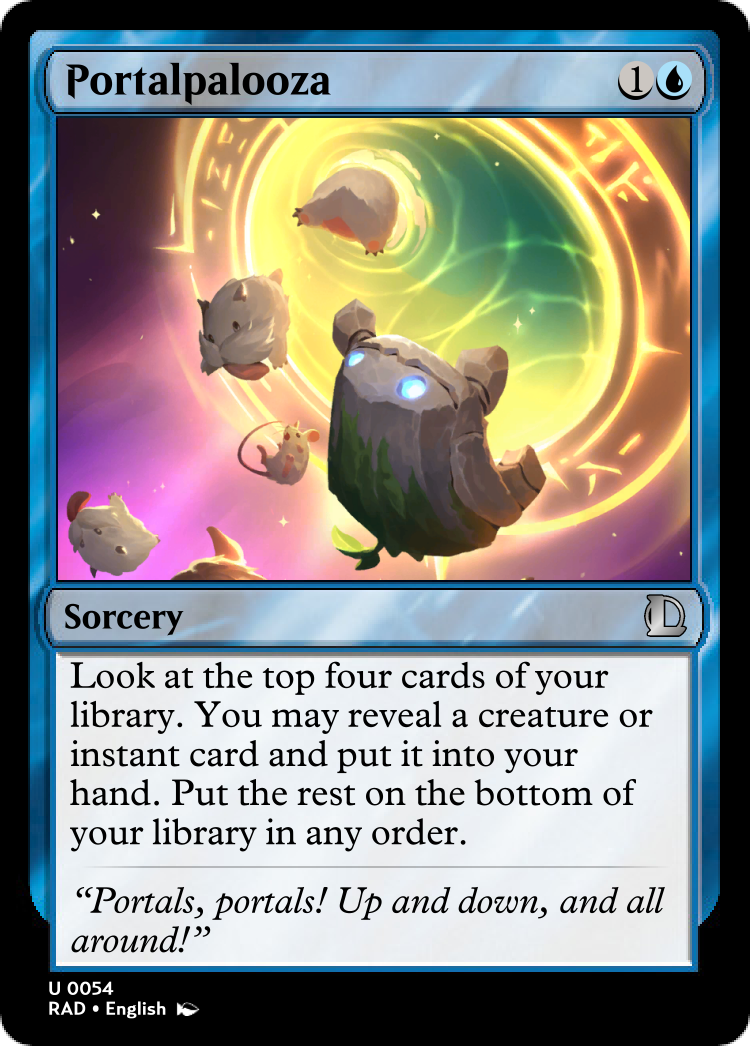 Portalpalooza 1
Sorcery
Look at the top four cards of your
library. You may reveal a creature or
instant card and put it into your
hand. Put the rest on the bottom of
your library in any order.
“Portals, portals! Up and down, and all
around!”
U 0054
RAD • English